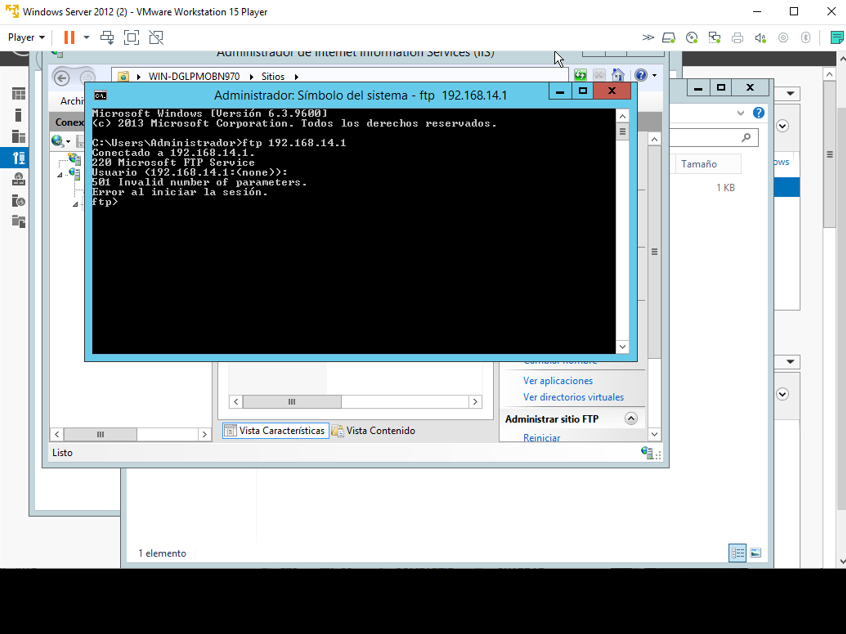 Windows Server 2012 (2) - VMware Workstation 15 Player
Player
Administrador de Internet Information Services (IIS)
WIN-DGLPMOBN970 Sitios
Archi
Administrador: Símbolo del sistema - ftp 192.168.14.1
Conex
Microsoft Windows [Versión 6.3.9600]
(c) 2013 Microsoft Corporation. Todos los derechos reservados.
C:\Users\Administrador>ftp 192.168.14.1
Conectado a 192.168.14.1.
220 Microsoft FTP Service
Usuario (192.168.14.1:(none)):
501 Invalid number of parameters.
Error al iniciar la sesión.
ftp>
Tamaño
ows
1 KB
Cambiar nombre
Ver aplicaciones
Ver directorios virtuales
Administrar sitio FTP
Reiniciar
Vista Características
Vista Contenido
Listo
1 elemento